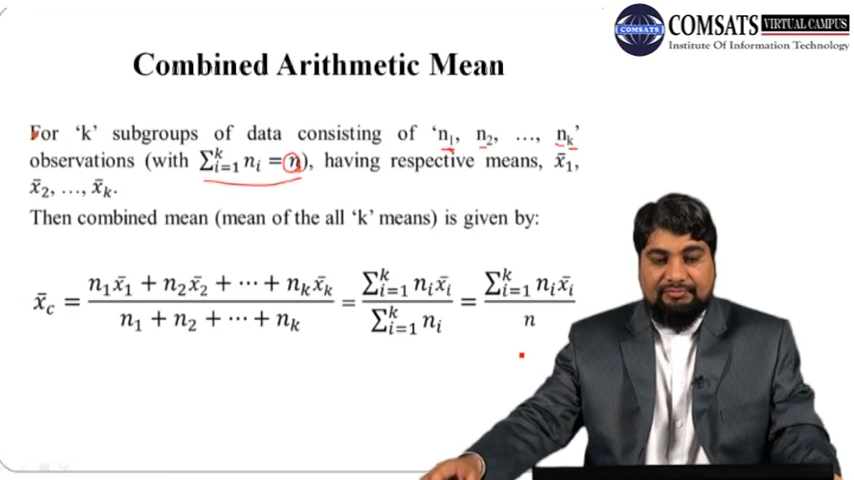 COMSATS VIRTUAL CAMPUS
COMSATS
Institute Of Information Technology
Combined Arithmetic Mean
For ‘k’ subgroups of data consisting of ‘n₁, n₂, …, nₖ’
observations (with ∑ᵢ₌₁ᵏ nᵢ = n), having respective means, x̄₁,
x̄₂, …, x̄ₖ.
Then combined mean (mean of the all ‘k’ means) is given by:
x̄_c = (n₁x̄₁ + n₂x̄₂ + ⋯ + nₖx̄ₖ) / (n₁ + n₂ + ⋯ + nₖ) = (∑ᵢ₌₁ᵏ nᵢx̄ᵢ) / (∑ᵢ₌₁ᵏ nᵢ) = (∑ᵢ₌₁ᵏ nᵢx̄ᵢ) / n